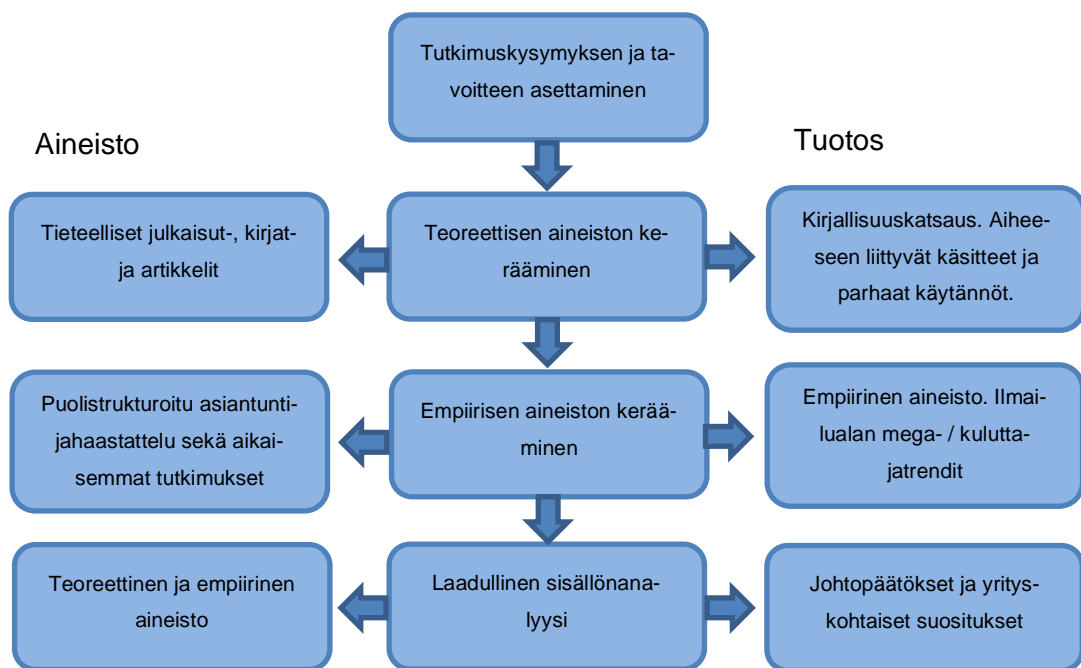 Tutkimuskysymyksen ja ta-
voitteen asettaminen
Aineisto
Tuotos
Tieteelliset julkaisut-, kirjat-
ja artikkelit
Teoreettisen aineiston ke-
rääminen
Kirjallisuuskatsaus. Aihee-
seen liittyvät käsitteet ja
parhaat käytännöt.
Puolistrukturoitu asiantunti-
jahaastattelu sekä aikai-
semmat tutkimukset
Empiirisen aineiston kerää-
minen
Empiirinen aineisto. Ilmai-
lualan mega- / kulutta-
jatrendit
Teoreettinen ja empiirinen
aineisto
Laadullinen sisällönana-
lyysi
Johtopäätökset ja yritys-
kohtaiset suositukset